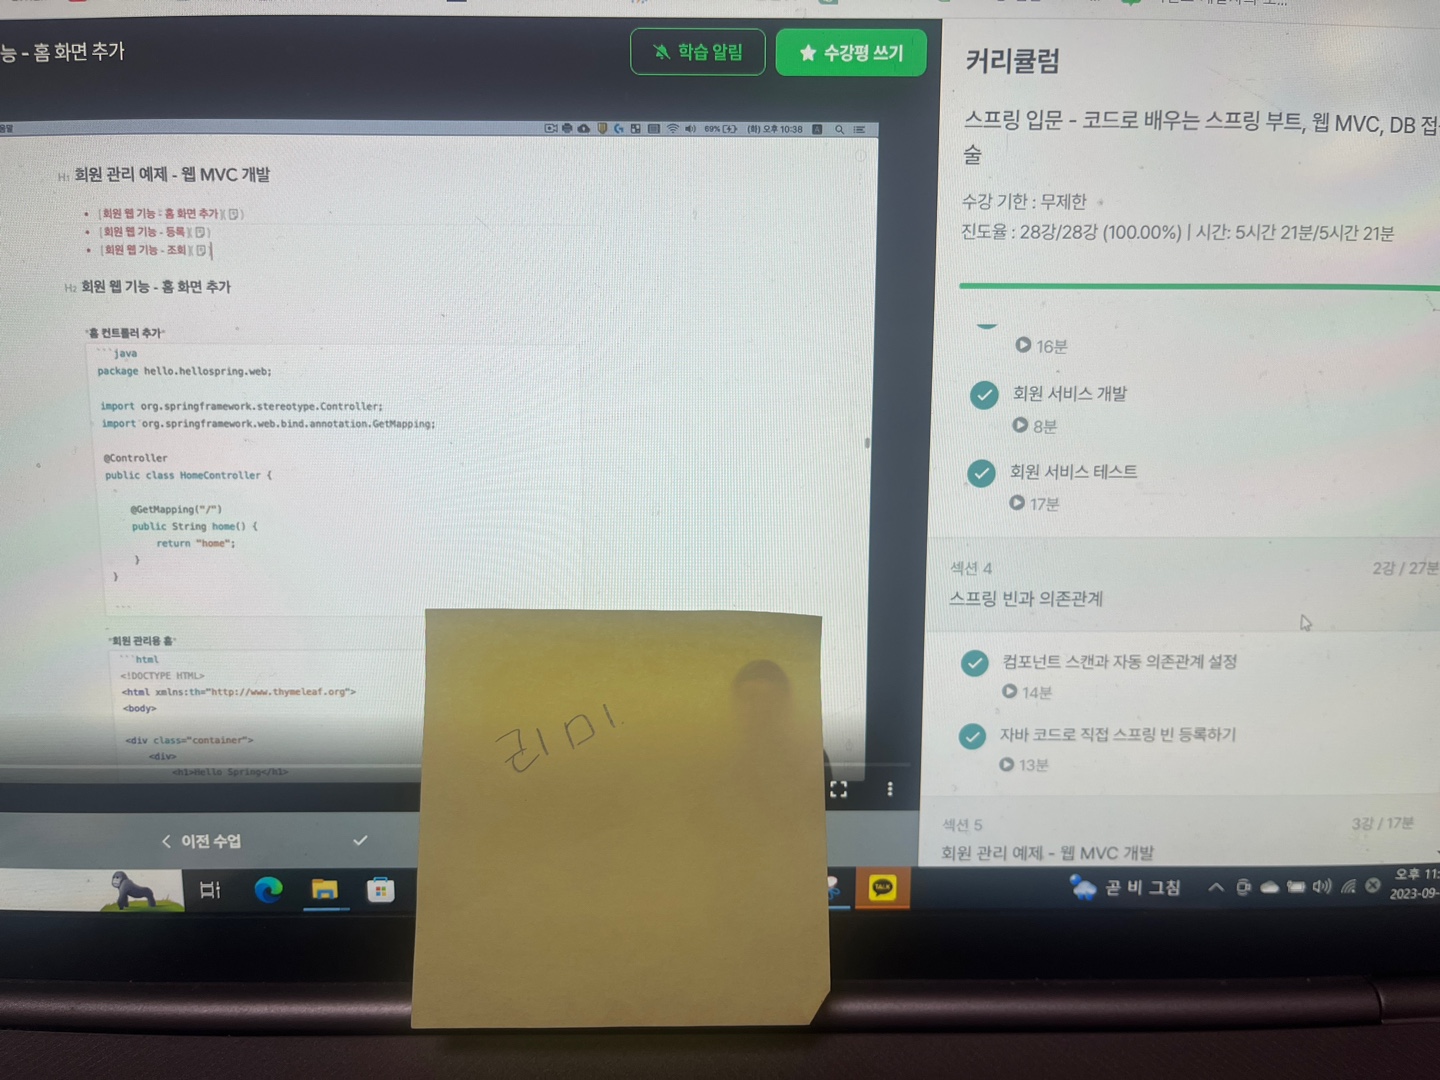 능 - 홈 화면 추가
학습 알림
수강평 쓰기
69%
(화) 오후 10:38
A
H1 회원 관리 예제 - 웹 MVC 개발
• [회원 웹 기능 - 홈 화면 추가](
• [회원 웹 기능 - 등록](
• [회원 웹 기능 - 조회](
H2 회원 웹 기능 - 홈 화면 추가
*홈 컨트롤러 추가*
```java
package hello.hellospring.web;
import org.springframework.stereotype.Controller;
import org.springframework.web.bind.annotation.GetMapping;
@Controller
public class HomeController {
@GetMapping("/")
public String home() {
return "home";
}
}
```
*회원 관리용 홈*
```html
<!DOCTYPE HTML>
<html xmlns:th="http://www.thymeleaf.org">
<body>
<div class="container">
<div>
<h1>Hello Spring</h1>
이전 수업
리미
TALK
커리큘럼
스프링 입문 - 코드로 배우는 스프링 부트, 웹 MVC, DB 접
술
수강 기한 : 무제한
진도율 : 28강/28강 (100.00%) | 시간: 5시간 21분/5시간 21분
16분
회원 서비스 개발
8분
회원 서비스 테스트
17분
섹션 4
2강 / 27분
스프링 빈과 의존관계
컴포넌트 스캔과 자동 의존관계 설정
14분
자바 코드로 직접 스프링 빈 등록하기
13분
섹션 5
3강 / 17분
회원 관리 예제 - 웹 MVC 개발
곧 비 그침
오후 11:
2023-09-